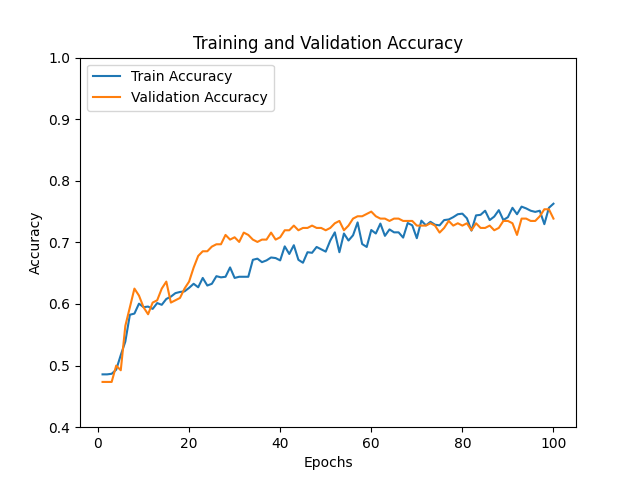 Training and Validation Accuracy
1.0
Train Accuracy
Validation Accuracy
0.9
0.8
0.7
Accuracy
0.6
0.5
0.4
0 20 40 60 80 100
Epochs